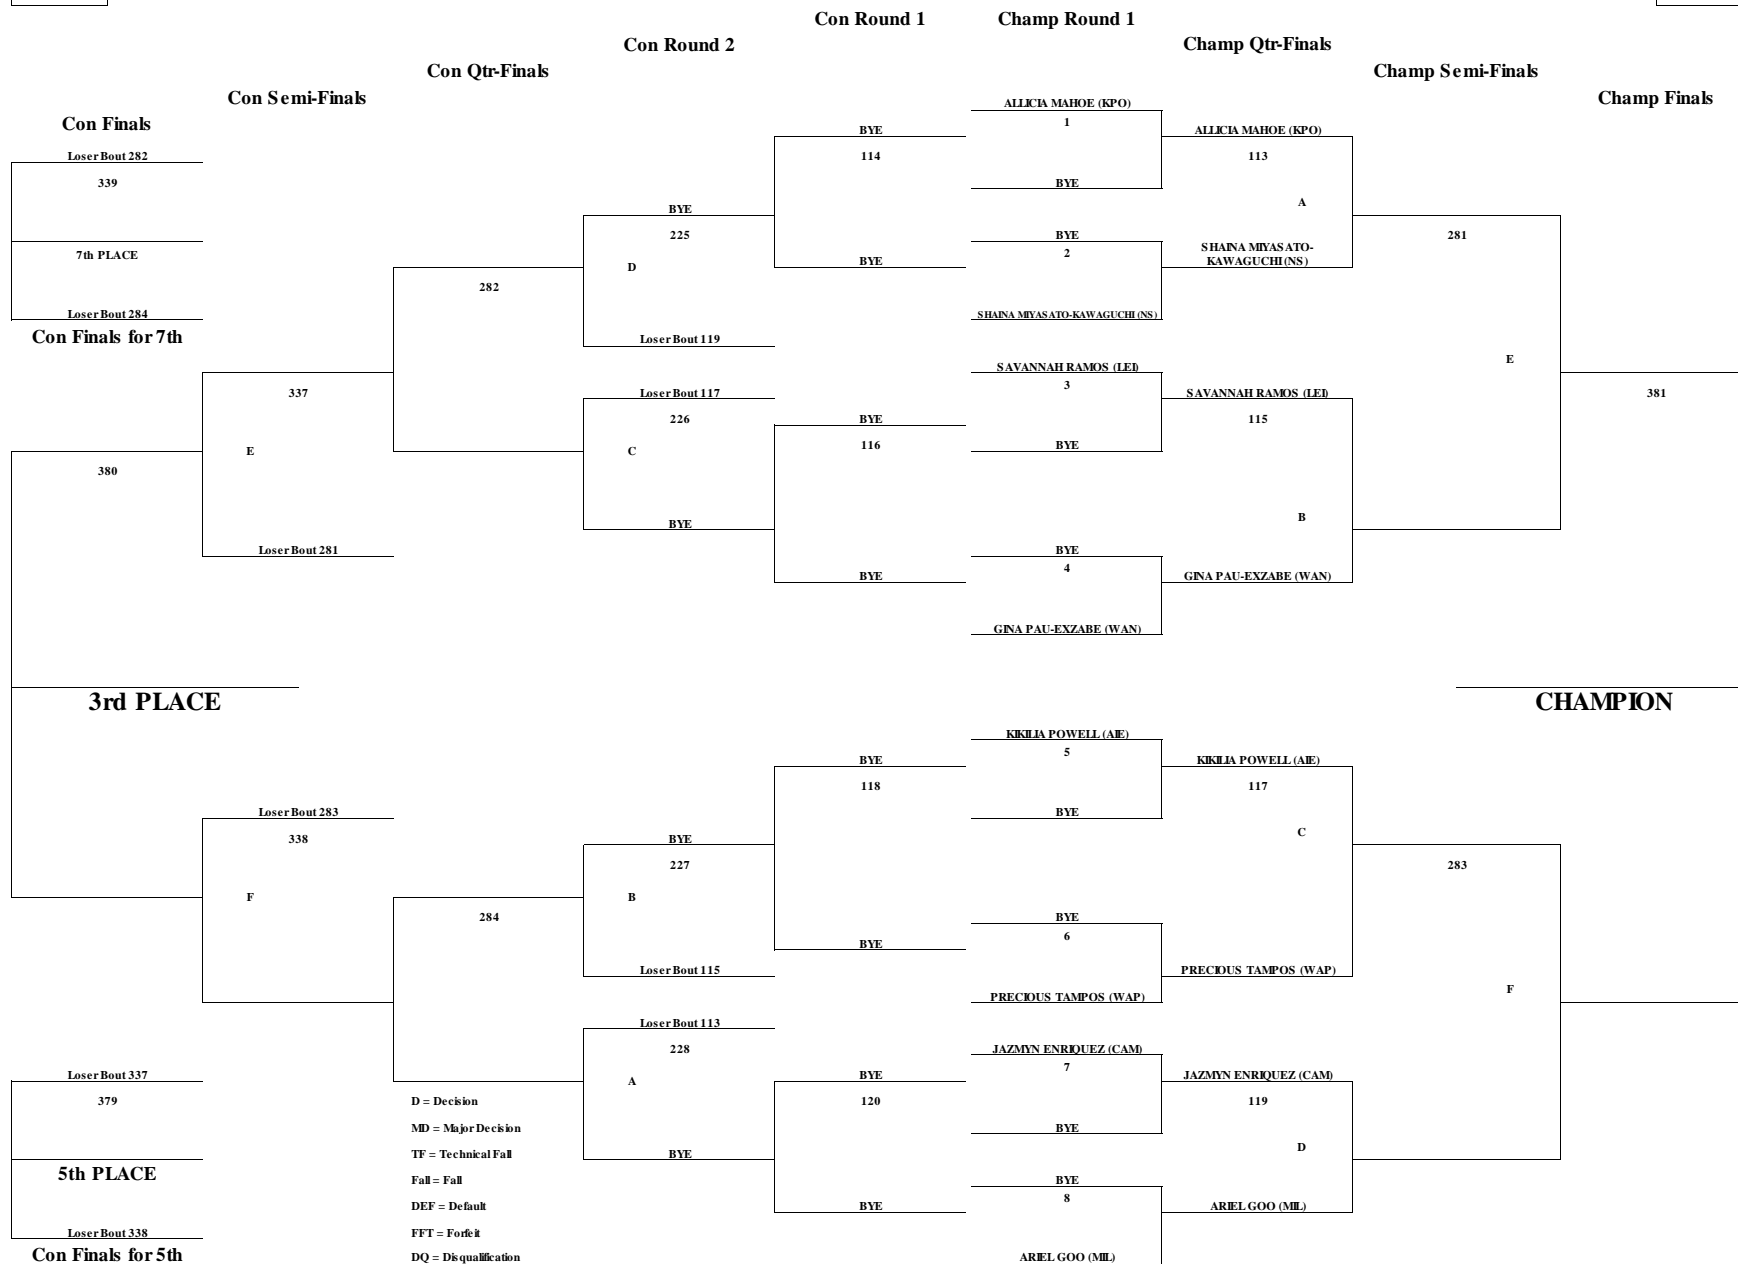 Con Round 1
Champ Round 1
Con Round 2
Champ Qtr-Finals
Con Qtr-Finals
Champ Semi-Finals
Con Semi-Finals
Champ Finals
Con Finals
ALLICIA MAHOE (KPO)
1
BYE
ALLICIA MAHOE (KPO)
Loser Bout 282
114
113
339
BYE
A
BYE
225
BYE
281
7th PLACE
2
SHAINA MIYASATO-
KAWAGUCHI (NS)
D
BYE
282
Loser Bout 284
SHAINA MIYASATO-KAWAGUCHI (NS)
Con Finals for 7th
Loser Bout 119
E
SAVANNAH RAMOS (LEI)
3
337
Loser Bout 117
SAVANNAH RAMOS (LEI)
381
226
BYE
115
E
C
116
BYE
380
B
BYE
Loser Bout 281
BYE
4
BYE
GINA PAU-EXZABE (WAN)
GINA PAU-EXZABE (WAN)
3rd PLACE
CHAMPION
KIKILIA POWELL (AIE)
5
BYE
KIKILIA POWELL (AIE)
118
117
Loser Bout 283
BYE
338
BYE
C
227
283
F
B
284
BYE
6
BYE
Loser Bout 115
PRECIOUS TAMPOS (WAP)
F
PRECIOUS TAMPOS (WAP)
Loser Bout 113
228
JAZMYN ENRIQUEZ (CAM)
7
Loser Bout 337
A
BYE
JAZMYN ENRIQUEZ (CAM)
379
D = Decision
120
119
MD = Major Decision
BYE
D
TF = Technical Fall
BYE
5th PLACE
Fall = Fall
BYE
8
DEF = Default
BYE
ARIEL GOO (MIL)
Loser Bout 338
FFT = Forfeit
Con Finals for 5th
DQ = Disqualification
ARIEL GOO (MIL)